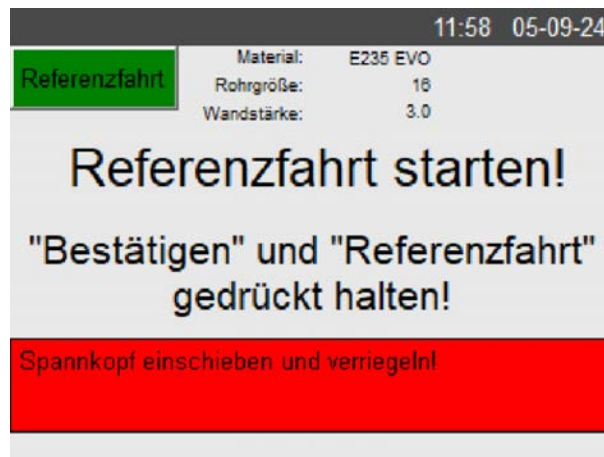 11:58 05-09-24
Referenzfahrt
Material: E235 EVO
Rohrgröße: 16
Wandstärke: 3.0
Referenzfahrt starten!
"Bestätigen" und "Referenzfahrt"
gedrückt halten!
Spannkopf einschieben und verriegeln!